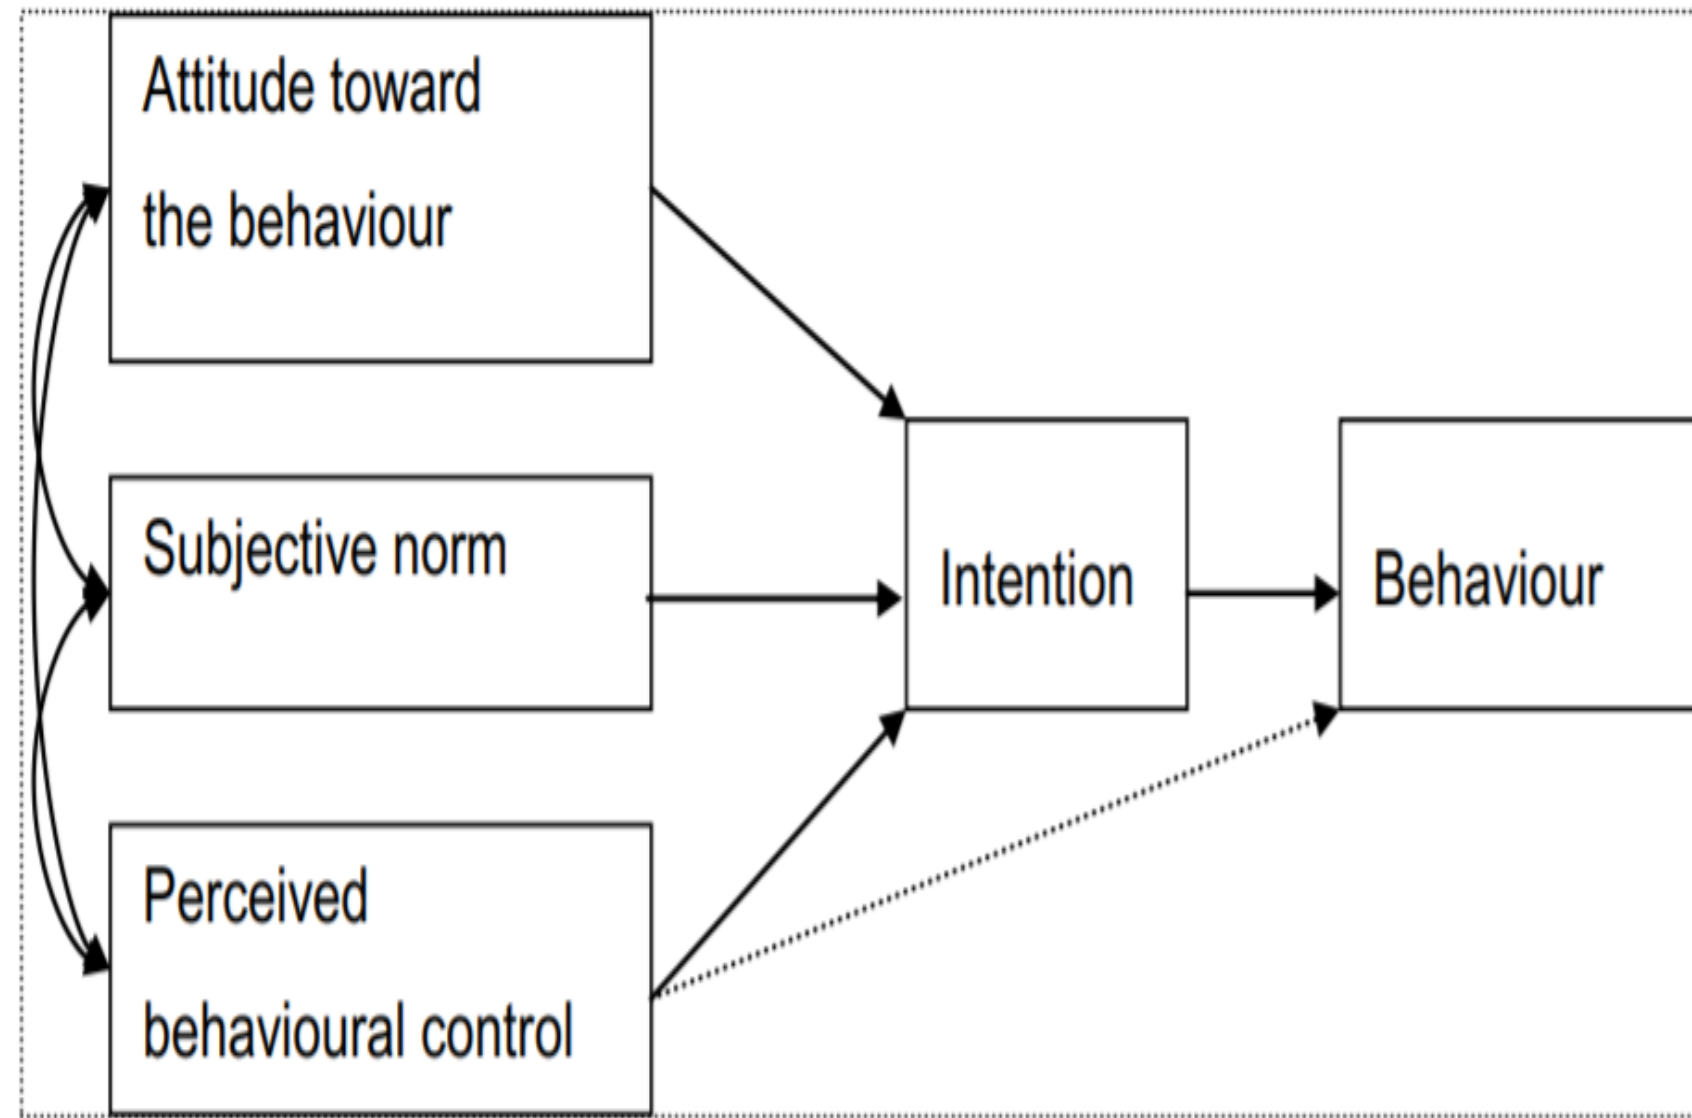 Attitude toward
the behaviour
Subjective norm
Intention
Behaviour
Perceived
behavioural control